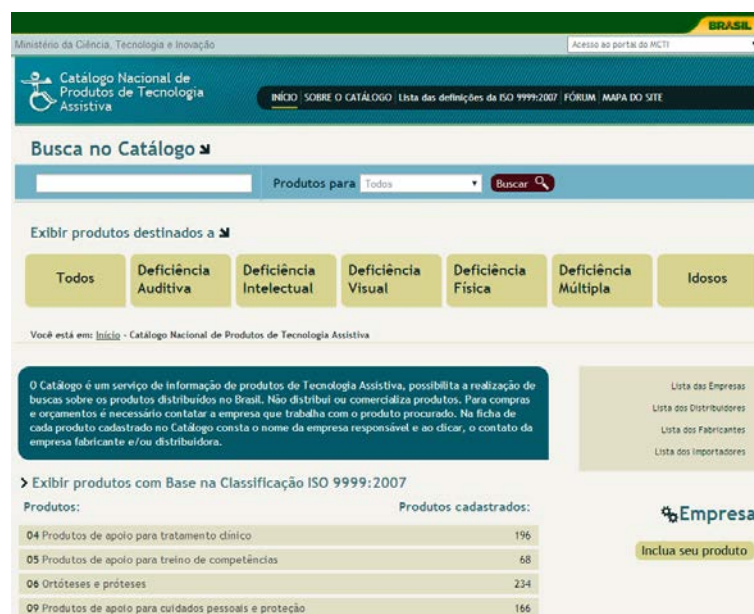 BRASIL
Ministério da Ciência, Tecnologia e Inovação
Acesso ao portal do MCTI
Catálogo Nacional de
Produtos de Tecnologia
Assistiva
INÍCIO SOBRE O CATÁLOGO Lista das definições da ISO 9999:2007 FÓRUM MAPA DO SITE
Busca no Catálogo
Produtos para Todos Buscar
Exibir produtos destinados a
Todos
Deficiência
Auditiva
Deficiência
Intelectual
Deficiência
Visual
Deficiência
Física
Deficiência
Múltipla
Idosos
Você está em: Início - Catálogo Nacional de Produtos de Tecnologia Assistiva
O Catálogo é um serviço de informação de produtos de Tecnologia Assistiva, possibilita a realização de
buscas sobre os produtos distribuídos no Brasil. Não distribui ou comercializa produtos. Para compras
e orçamentos é necessário contatar a empresa que trabalha com o produto procurado. Na ficha de
cada produto cadastrado no Catálogo consta o nome da empresa responsável e ao clicar, o contato da
empresa fabricante e/ou distribuidora.
Lista das Empresas
Lista dos Distribuidores
Lista dos Fabricantes
Lista dos Importadores
Exibir produtos com Base na Classificação ISO 9999:2007
Produtos: Produtos cadastrados:
04 Produtos de apoio para tratamento clínico 196
05 Produtos de apoio para treino de competências 68
06 Ortóteses e próteses 234
09 Produtos de apoio para cuidados pessoais e proteção 166
Empresa
Inclua seu produto